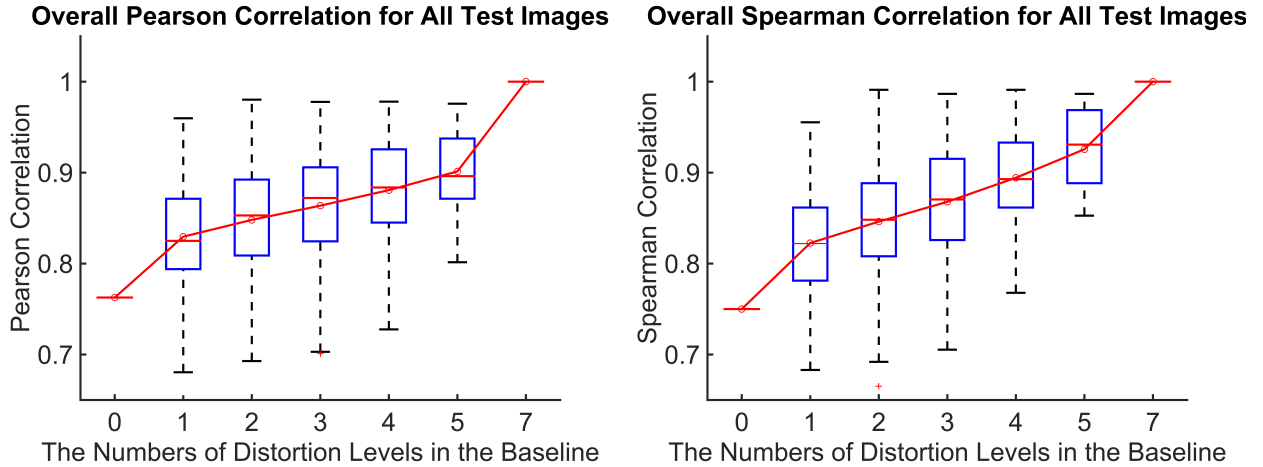 Overall Pearson Correlation for All Test Images
Pearson Correlation
1
0.9
0.8
0.7
0 1 2 3 4 5 7
The Numbers of Distortion Levels in the Baseline
Overall Spearman Correlation for All Test Images
Spearman Correlation
1
0.9
0.8
0.7
0 1 2 3 4 5 7
The Numbers of Distortion Levels in the Baseline